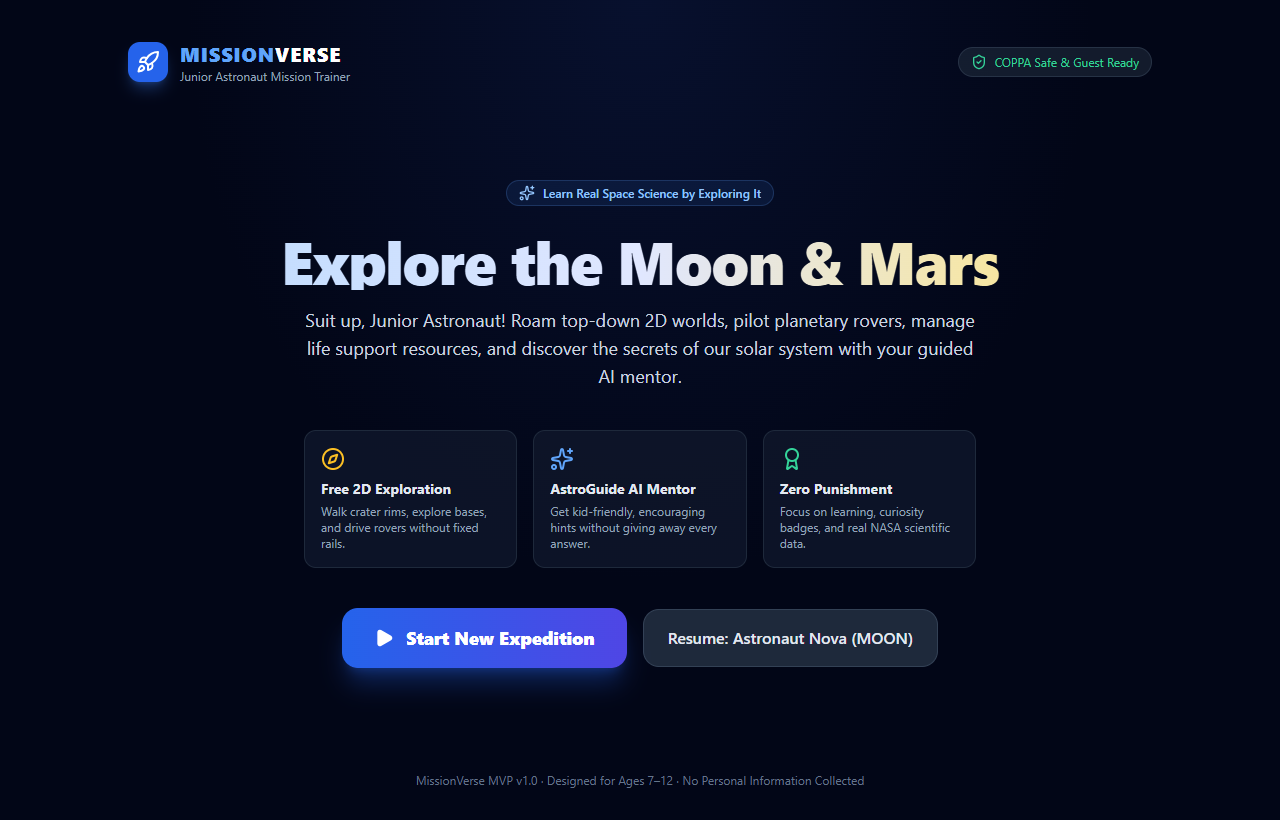 MISSIONVERSE
Junior Astronaut Mission Trainer
COPPA Safe & Guest Ready
Learn Real Space Science by Exploring It
Explore the Moon & Mars
Suit up, Junior Astronaut! Roam top-down 2D worlds, pilot planetary rovers, manage
life support resources, and discover the secrets of our solar system with your guided
AI mentor.
Free 2D Exploration
Walk crater rims, explore bases,
and drive rovers without fixed
rails.
AstroGuide AI Mentor
Get kid-friendly, encouraging
hints without giving away every
answer.
Zero Punishment
Focus on learning, curiosity
badges, and real NASA scientific
data.
Start New Expedition
Resume: Astronaut Nova (MOON)
MissionVerse MVP v1.0 · Designed for Ages 7–12 · No Personal Information Collected